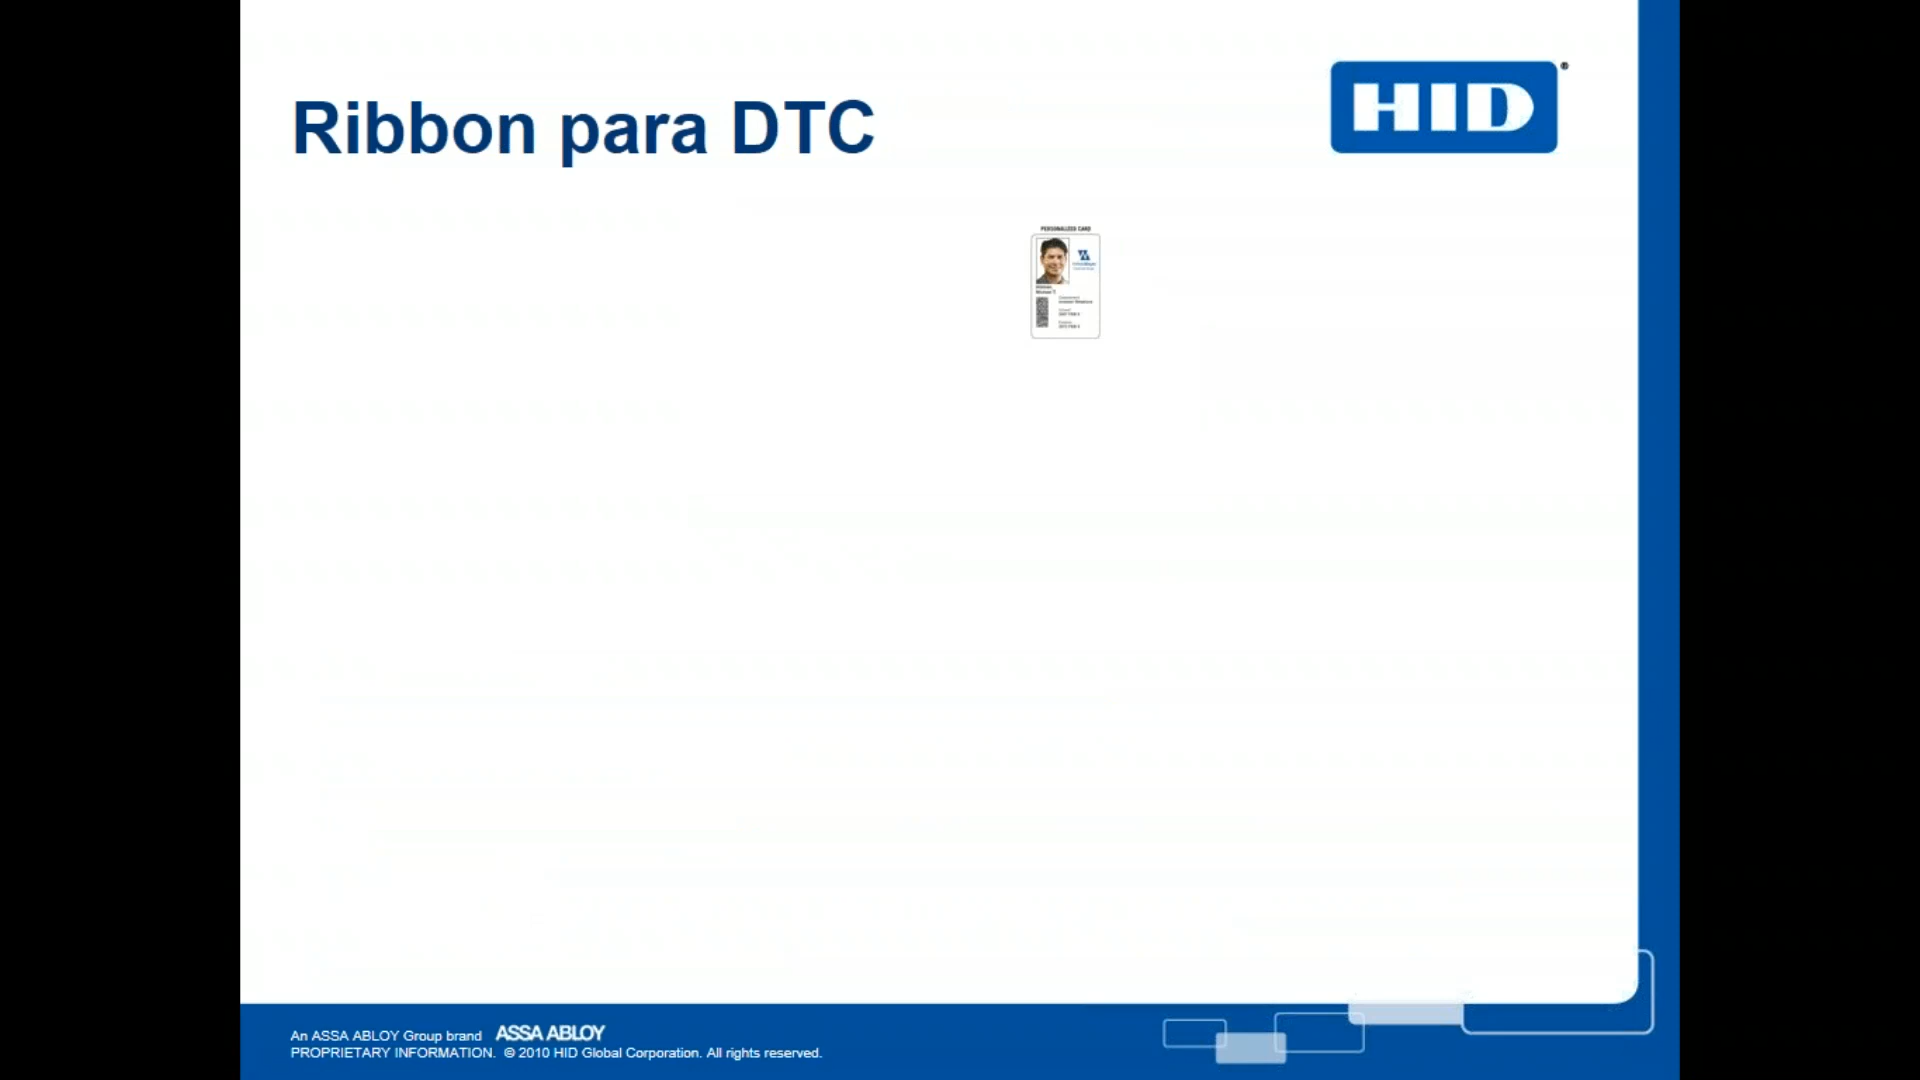 Ribbon para DTC
HID®
PERSONALIZED CARD
An ASSA ABLOY Group brand ASSA ABLOY
PROPRIETARY INFORMATION. © 2010 HID Global Corporation. All rights reserved.